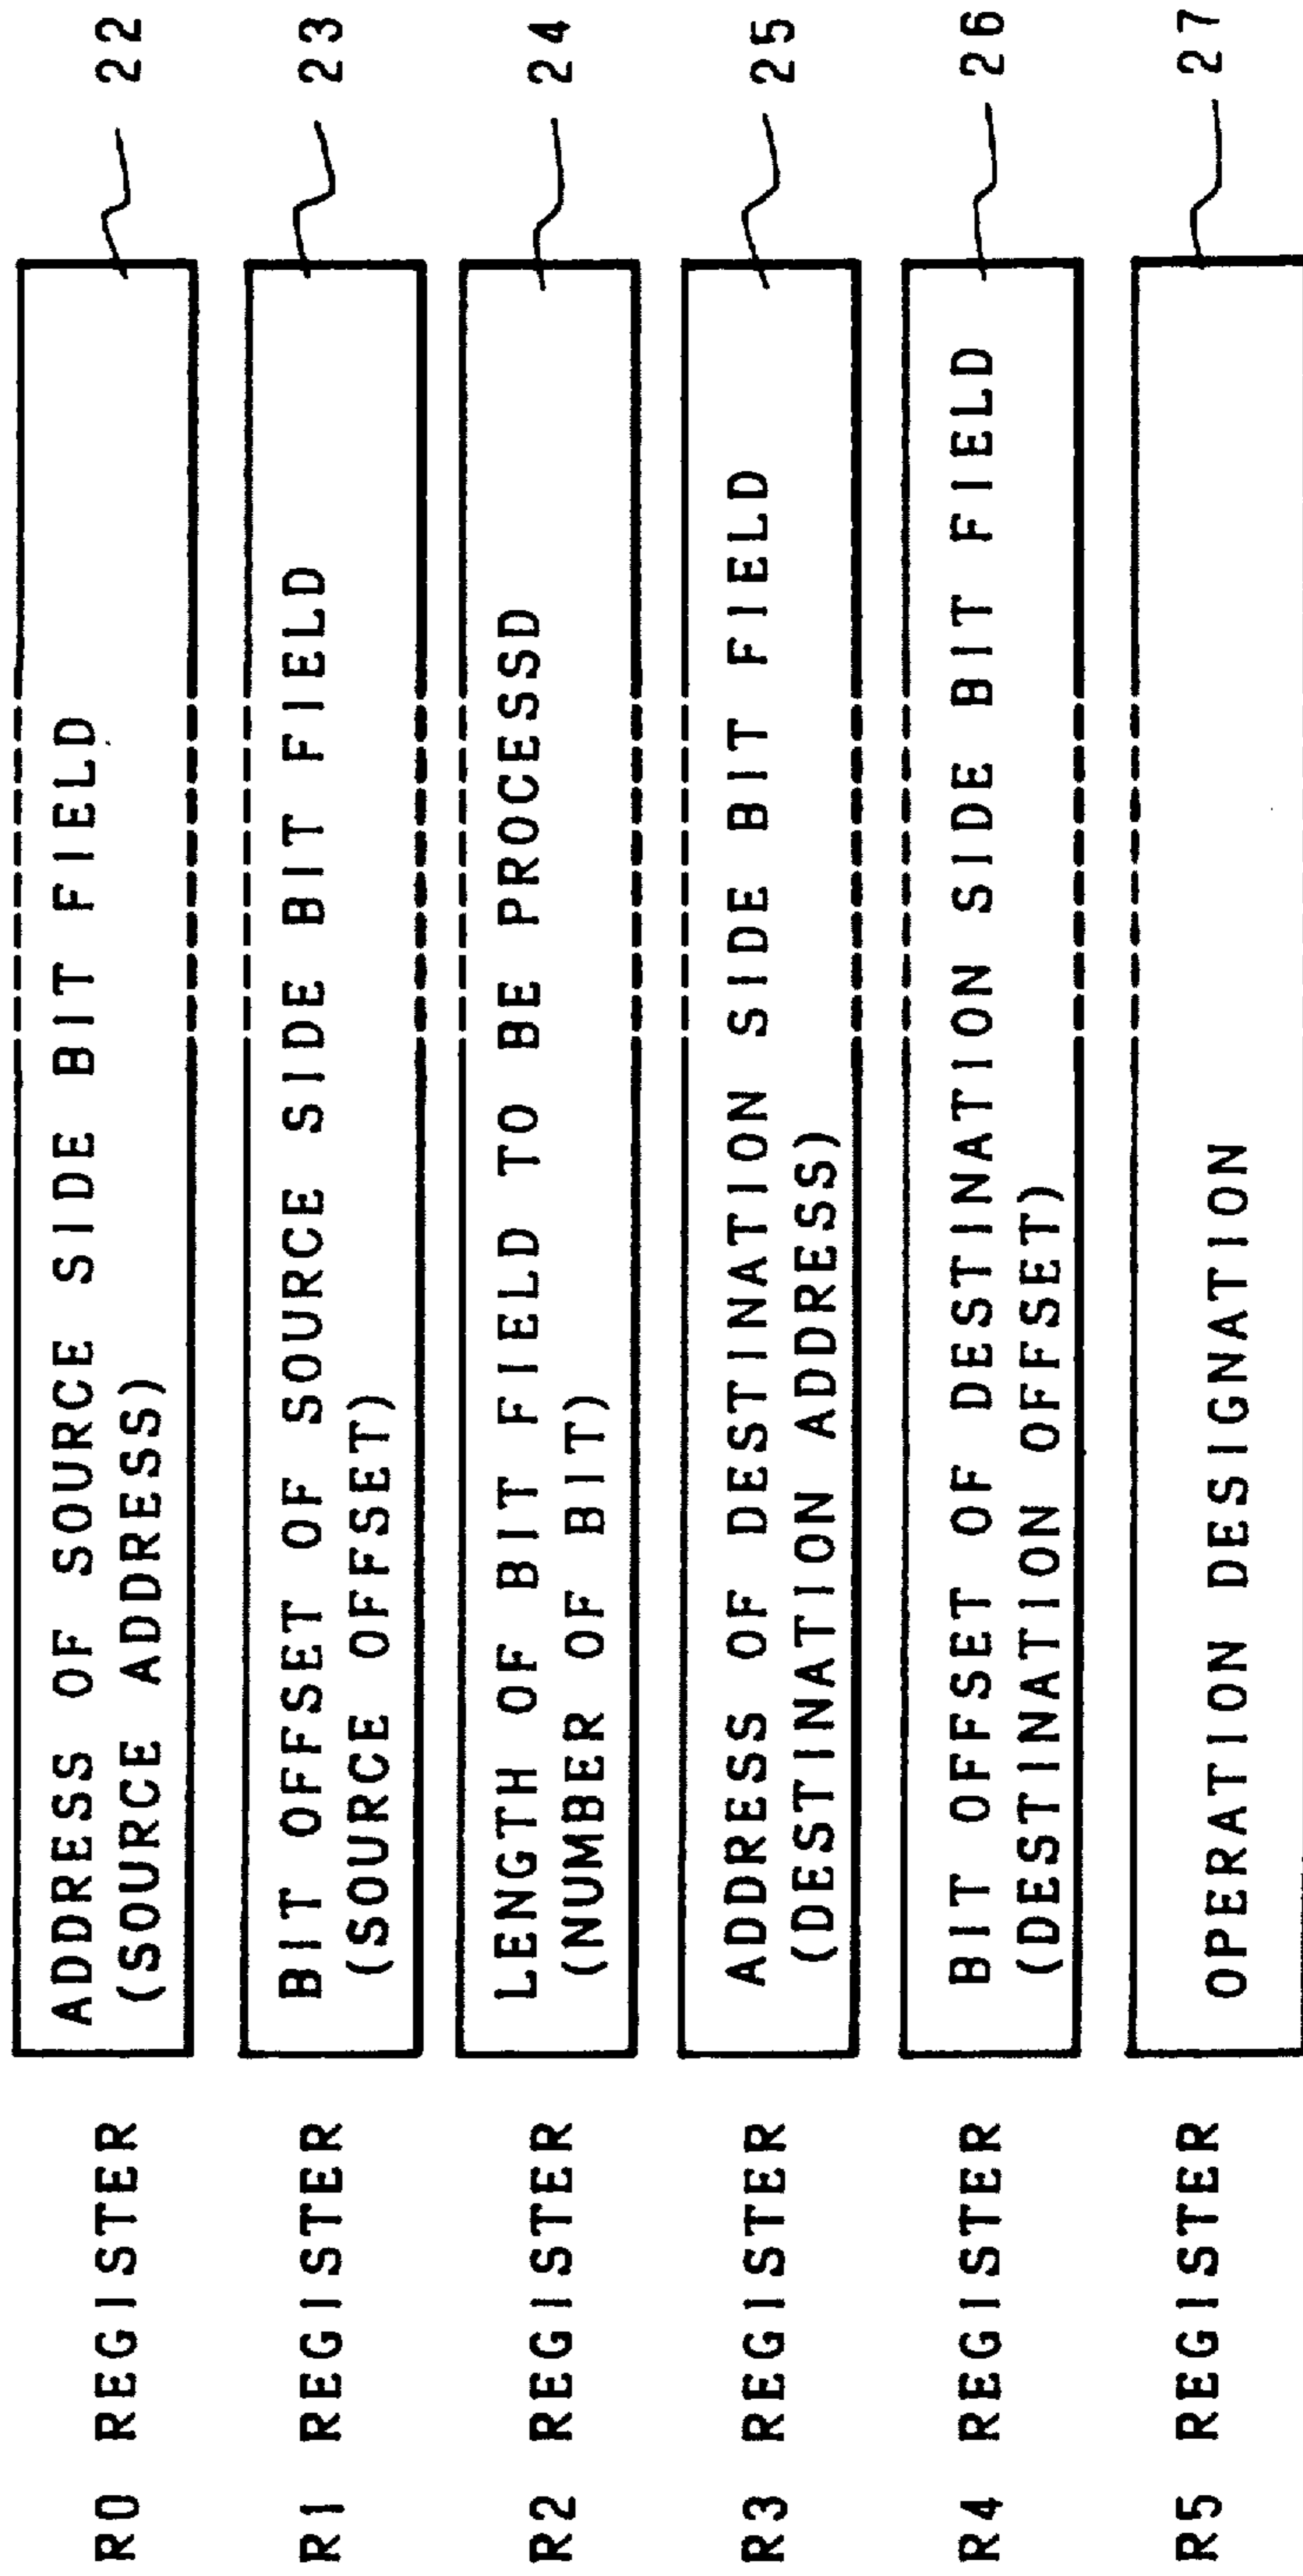 R0 REGISTER
ADDRESS OF SOURCE SIDE BIT FIELD
(SOURCE ADDRESS)
22
R1 REGISTER
BIT OFFSET OF SOURCE SIDE BIT FIELD
(SOURCE OFFSET)
23
R2 REGISTER
LENGTH OF BIT FIELD TO BE PROCESSD
(NUMBER OF BIT)
24
R3 REGISTER
ADDRESS OF DESTINATION SIDE BIT FIELD
(DESTINATION ADDRESS)
25
R4 REGISTER
BIT OFFSET OF DESTINATION SIDE BIT FIELD
(DESTINATION OFFSET)
26
R5 REGISTER
OPERATION DESIGNATION
27